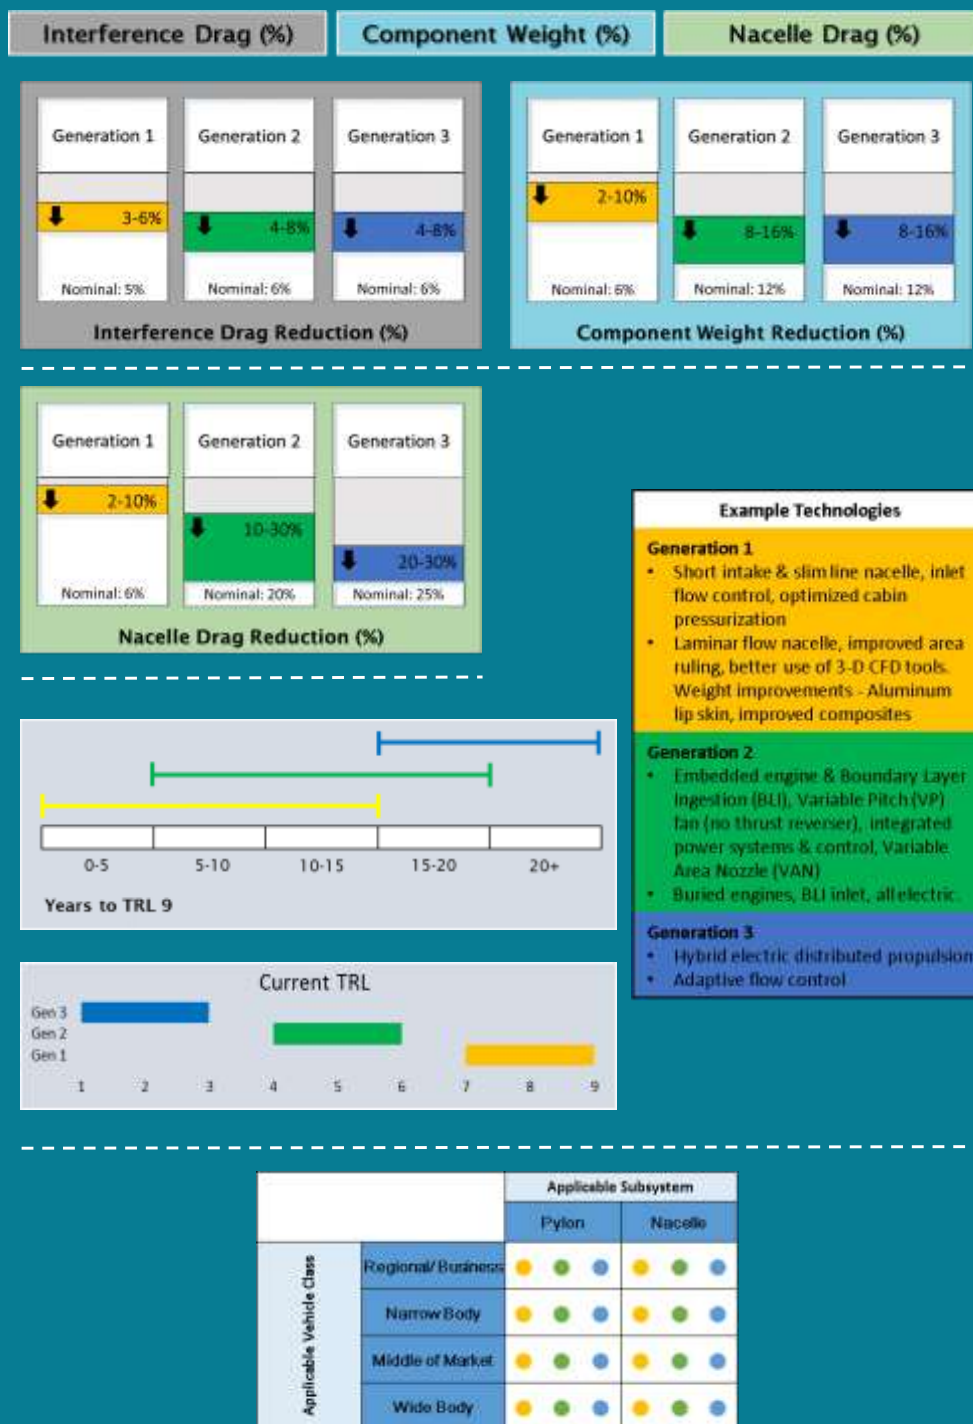 Interference Drag (%)
Component Weight (%)
Nacelle Drag (%)
Generation 1
Generation 2
Generation 3
3-6%
4-8%
4-8%
Nominal: 5%
Nominal: 6%
Nominal: 6%
Interference Drag Reduction (%)
Generation 1
Generation 2
Generation 3
2-10%
8-16%
8-16%
Nominal: 6%
Nominal: 12%
Nominal: 12%
Component Weight Reduction (%)
Generation 1
Generation 2
Generation 3
2-10%
10-30%
20-30%
Nominal: 6%
Nominal: 20%
Nominal: 25%
Nacelle Drag Reduction (%)
Example Technologies
Generation 1
• Short intake & slim line nacelle, inlet
flow control, optimized cabin
pressurization
• Laminar flow nacelle, improved area
ruling, better use of 3-D CFD tools.
Weight improvements - Aluminum
lip skin, improved composites
Generation 2
• Embedded engine & Boundary Layer
Ingestion (BLI), Variable Pitch (VP)
fan (no thrust reverser), integrated
power systems & control, Variable
Area Nozzle (VAN)
• Buried engines, BLI inlet, all electric.
Generation 3
• Hybrid electric distributed propulsion
• Adaptive flow control
0-5
5-10
10-15
15-20
20+
Years to TRL 9
Current TRL
Gen 3
Gen 2
Gen 1
1 2 3 4 5 6 7 8 9
Applicable Subsystem
Pylon
Nacelle
Applicable Vehicle Class
Regional/ Business
Narrow Body
Middle of Market
Wide Body